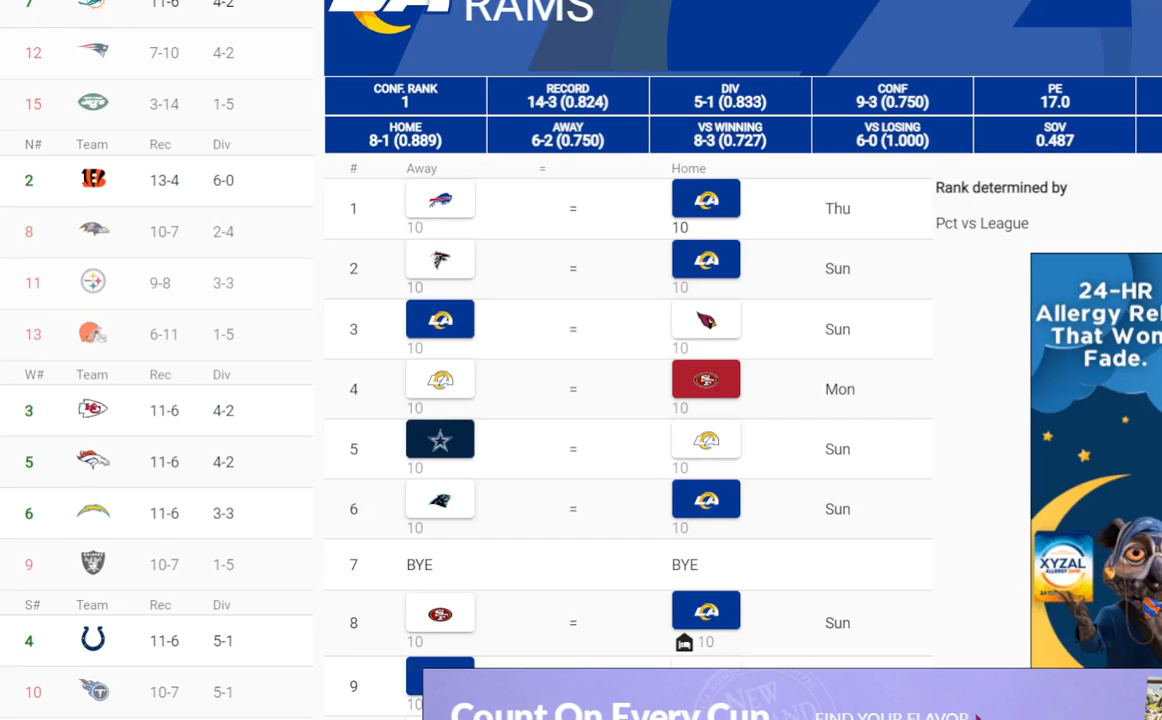 7 11-6 4-2
12 7-10 4-2
15 3-14 1-5
N# Team Rec Div
2 13-4 6-0
8 10-7 2-4
11 9-8 3-3
13 6-11 1-5
W# Team Rec Div
3 11-6 4-2
5 11-6 4-2
6 11-6 3-3
9 10-7 1-5
S# Team Rec Div
4 11-6 5-1
10 10-7 5-1
RAMS
CONF. RANK RECORD DIV CONF PE
1 14-3 (0.824) 5-1 (0.833) 9-3 (0.750) 17.0
HOME AWAY VS WINNING VS LOSING SOV
8-1 (0.889) 6-2 (0.750) 8-3 (0.727) 6-0 (1.000) 0.487
# Away = Home
1 = Thu
10 10
2 = Sun
10 10
3 = Sun
10 10
4 = Mon
10 10
5 = Sun
10 10
6 = Sun
10 10
7 BYE BYE
8 = Sun
10 10
9
10
Rank determined by
Pct vs League
24-HR
Allergy Rel
That Won
Fade.
XYZAL
Count On Every Cup
FIND YOUR FLAVOR